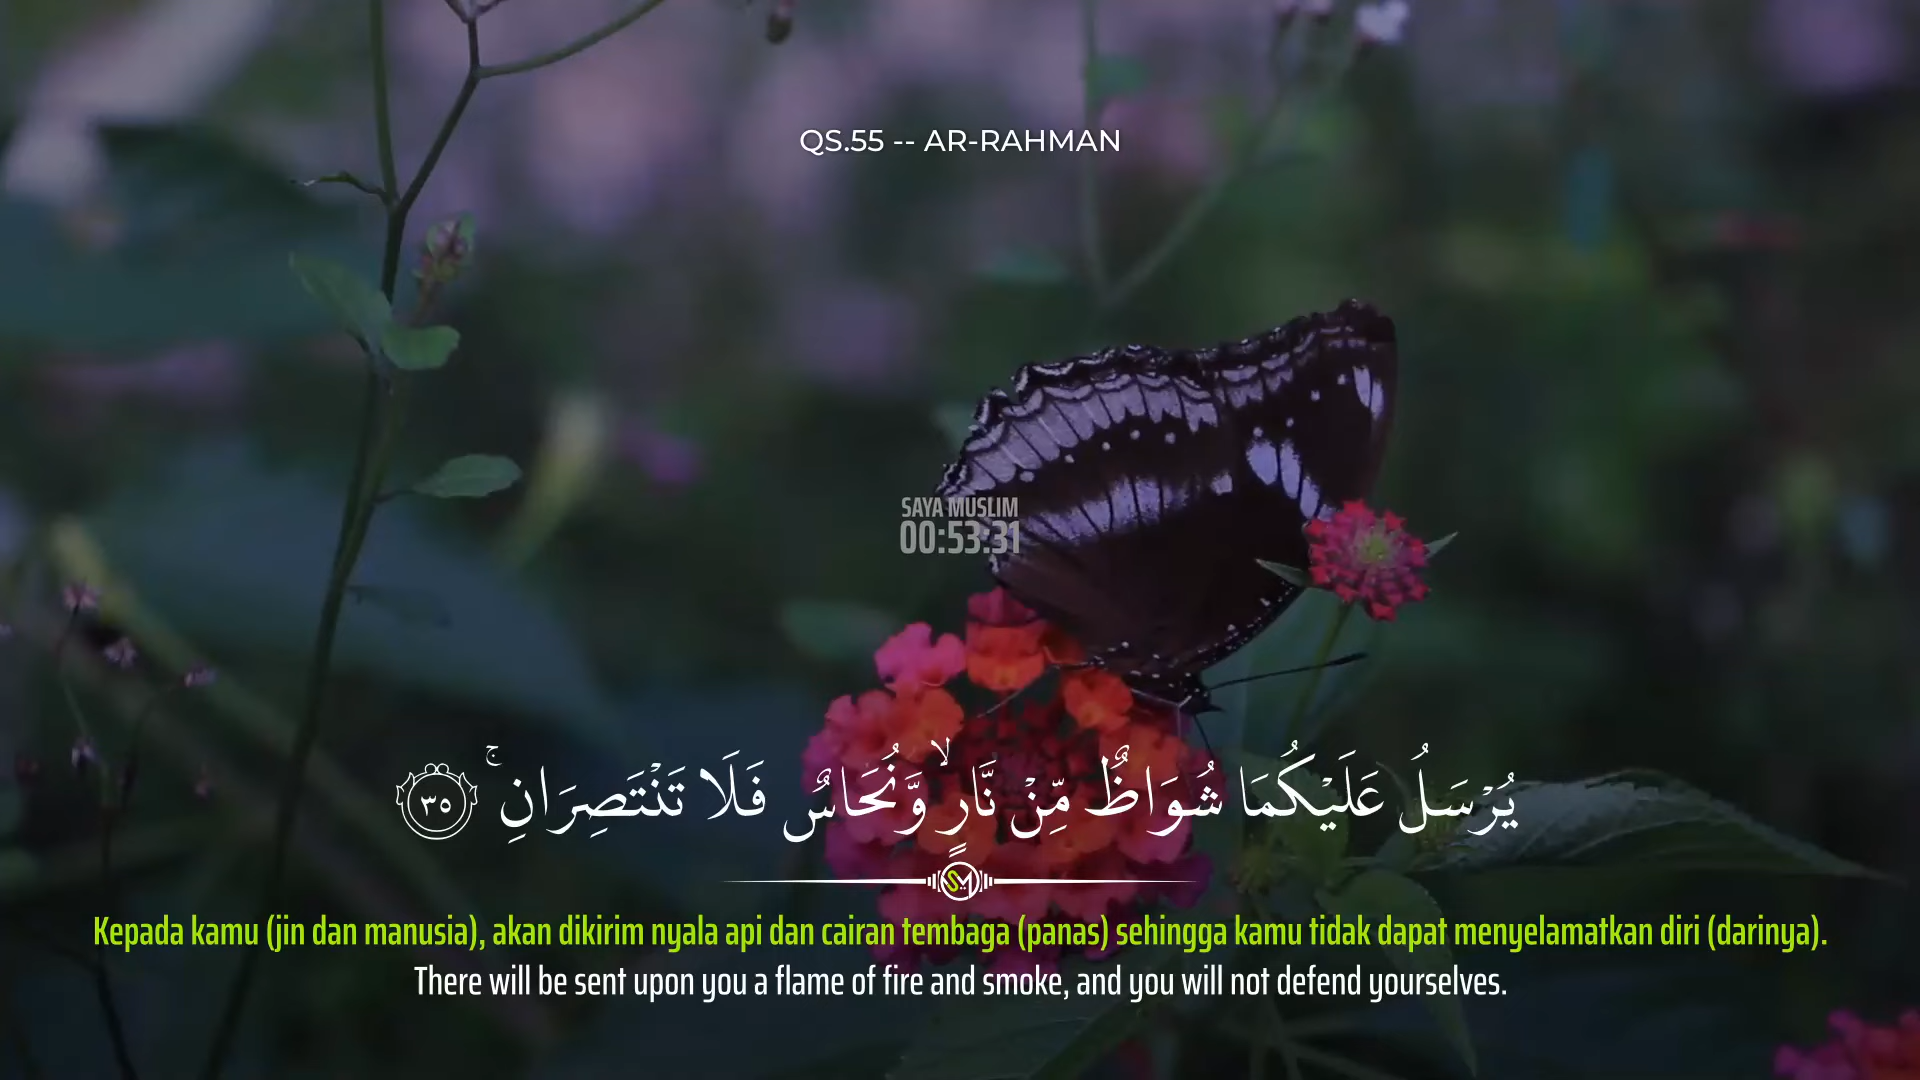 QS.55 -- AR-RAHMAN
SAYA MUSLIM
00:53:31
يُرْسَلُ عَلَيْكُمَا شُوَاظٌ مِّنْ نَّارٍۙ وَّنُحَاسٌ فَلَا تَنْتَصِرَانِۚ ٣٥
SM
Kepada kamu (jin dan manusia), akan dikirim nyala api dan cairan tembaga (panas) sehingga kamu tidak dapat menyelamatkan diri (darinya).
There will be sent upon you a flame of fire and smoke, and you will not defend yourselves.